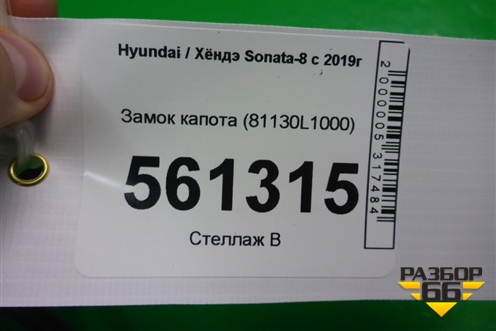 Hyundai / Хёндэ Sonata-8 с 2019г
Замок капота (81130L1000)
561315
Стеллаж В
2000005317484
РАЗБОР
66